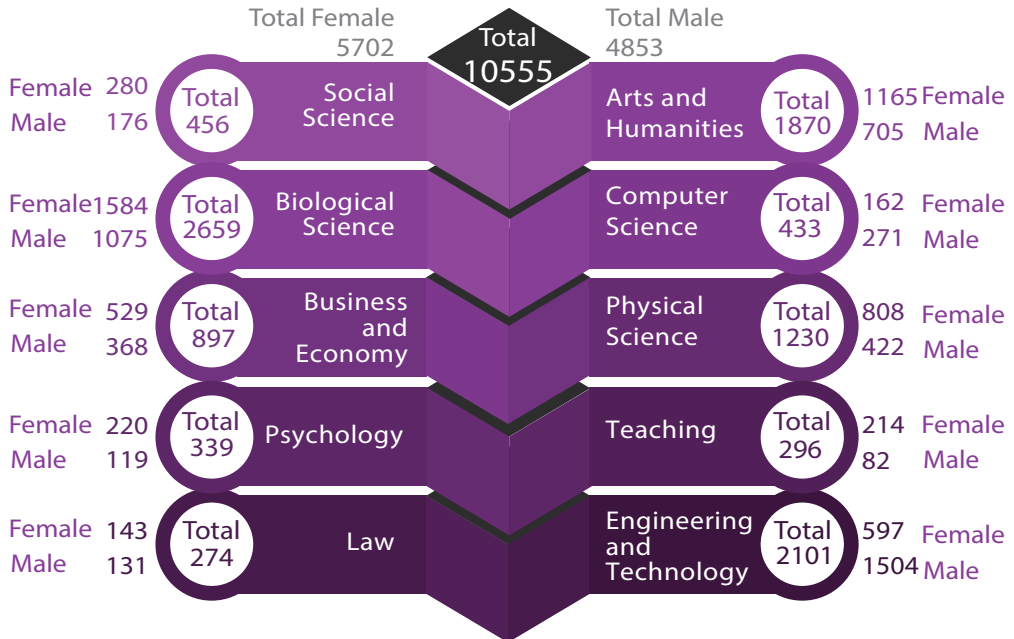 Total Female
5702
Total
10555
Total Male
4853
Female 280
Male 176
Total
456
Social
Science
Arts and
Humanities
Total
1870
1165 Female
705 Male
Female 1584
Male 1075
Total
2659
Biological
Science
Computer
Science
Total
433
162 Female
271 Male
Female 529
Male 368
Total
897
Business
and
Economy
Physical
Science
Total
1230
808 Female
422 Male
Female 220
Male 119
Total
339
Psychology
Teaching
Total
296
214 Female
82 Male
Female 143
Male 131
Total
274
Law
Engineering
and
Technology
Total
2101
597 Female
1504 Male